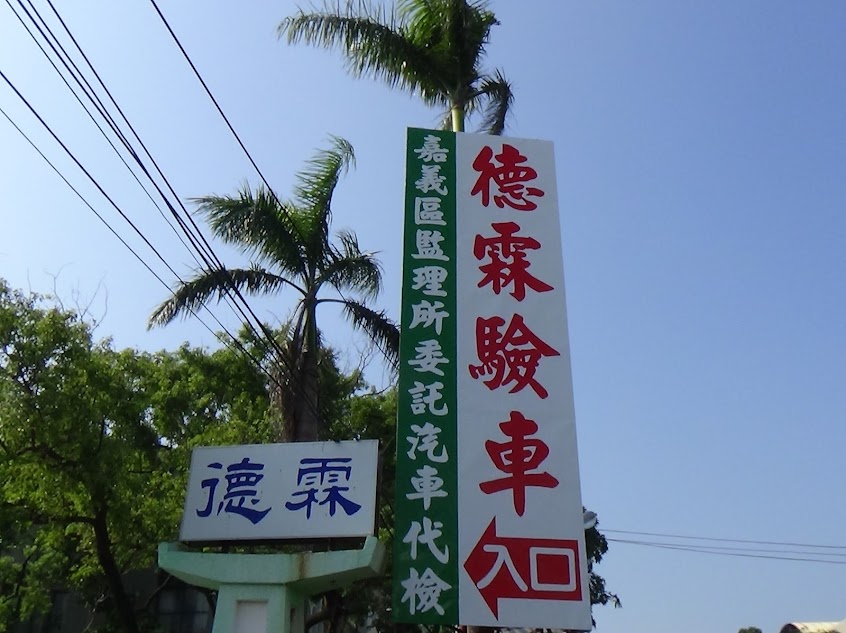 德霖驗車
入口
嘉義區監理所委託汽車代檢
德霖